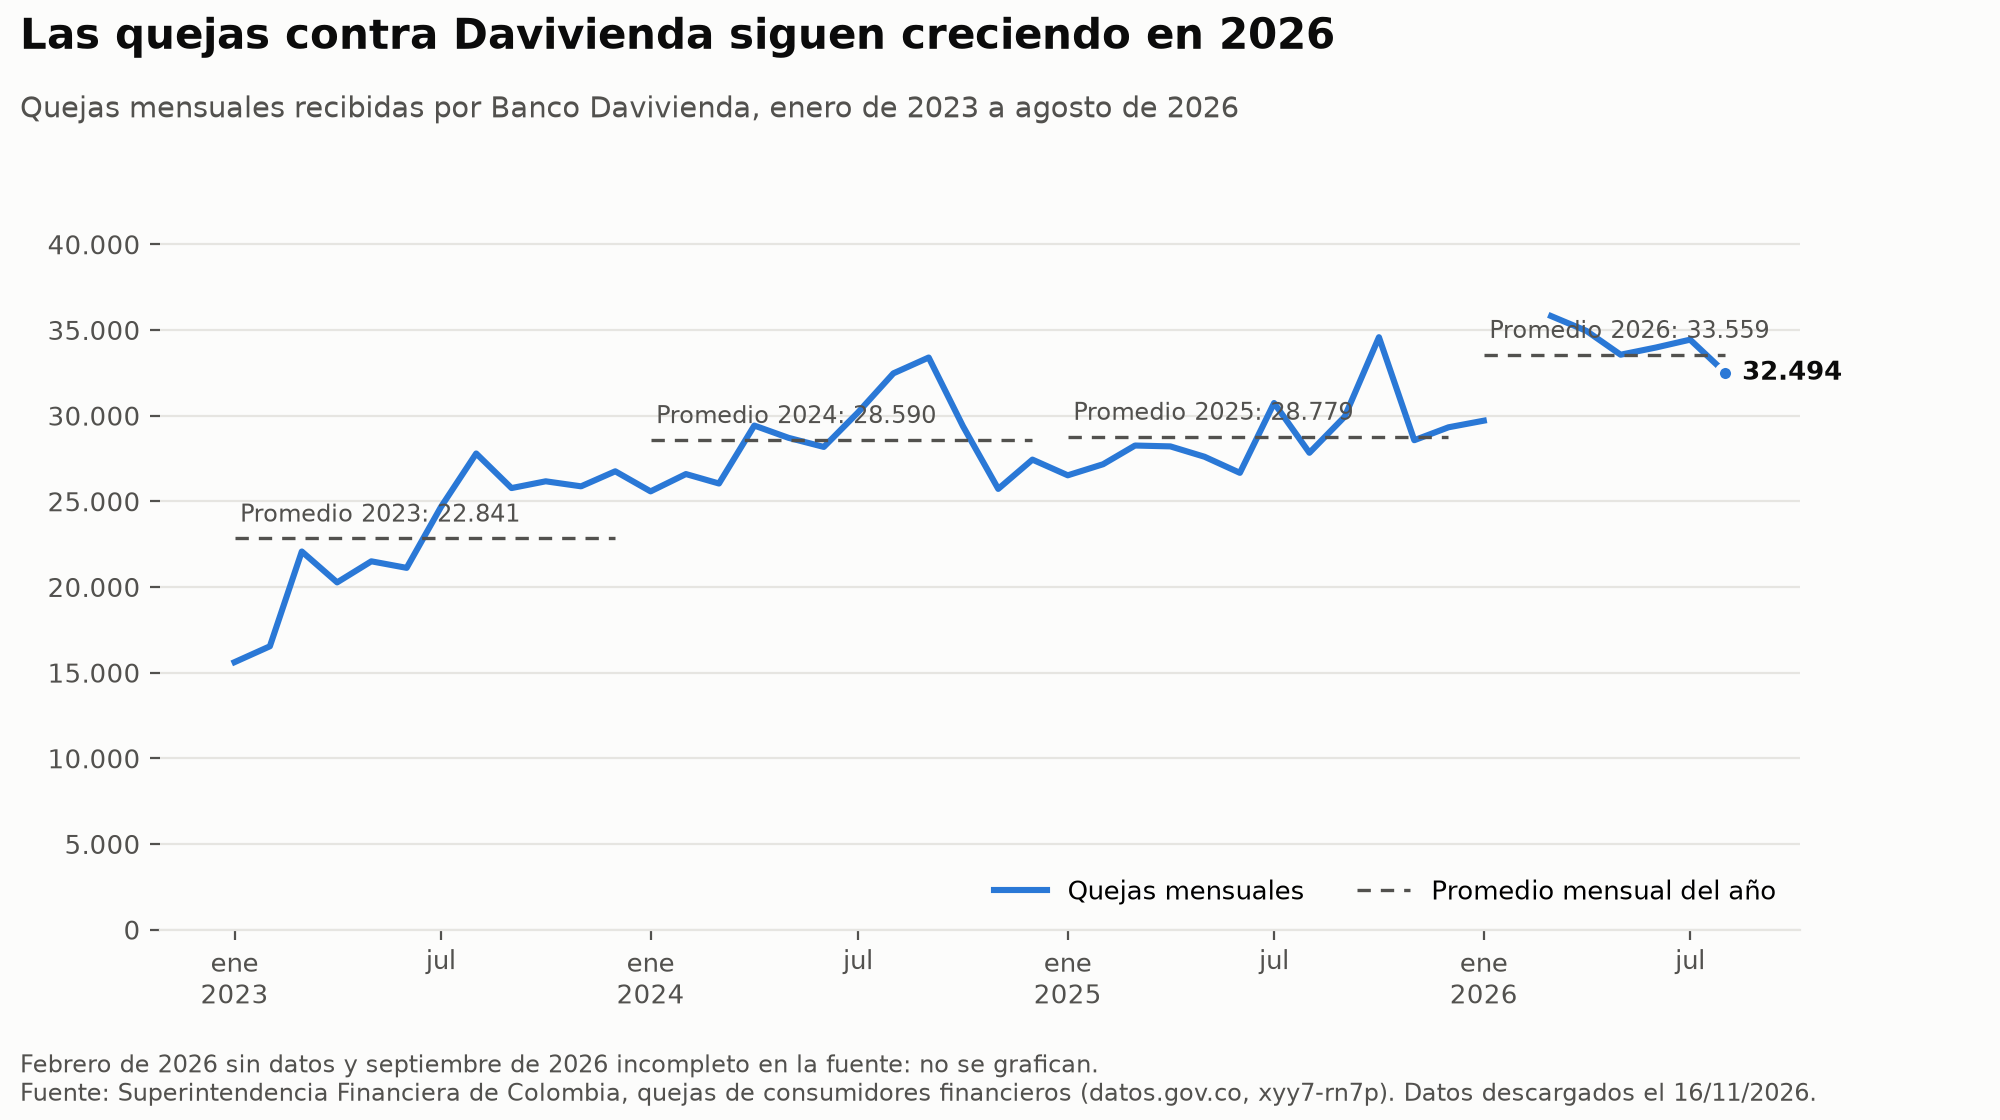 Las quejas contra Davivienda siguen creciendo en 2026
Quejas mensuales recibidas por Banco Davivienda, enero de 2023 a agosto de 2026
40.000
35.000
30.000
25.000
20.000
15.000
10.000
5.000
0
Promedio 2023: 22.841
Promedio 2024: 28.590
Promedio 2025: 28.779
Promedio 2026: 33.559
32.494
Quejas mensuales
Promedio mensual del año
ene
2023
jul
ene
2024
jul
ene
2025
jul
ene
2026
jul
Febrero de 2026 sin datos y septiembre de 2026 incompleto en la fuente: no se grafican.
Fuente: Superintendencia Financiera de Colombia, quejas de consumidores financieros (datos.gov.co, xyy7-rn7p). Datos descargados el 16/11/2026.